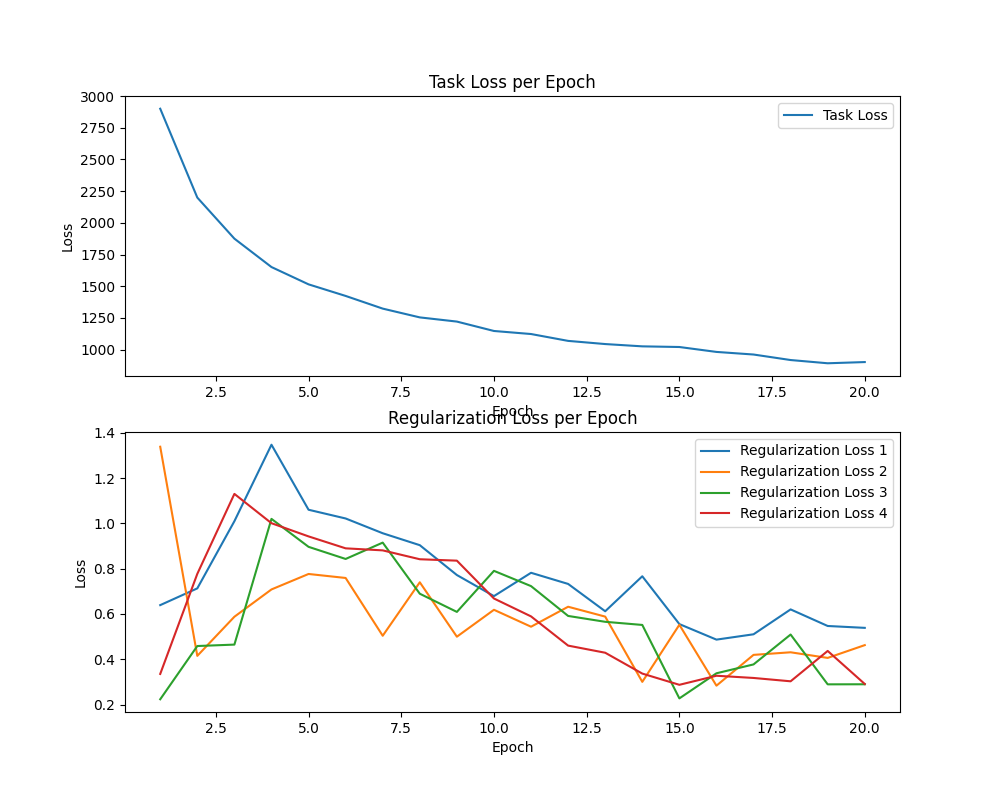 Task Loss per Epoch
3000
2750
2500
2250
2000
1750
1500
1250
1000
Loss
Task Loss
2.5 5.0 7.5 10.0 12.5 15.0 17.5 20.0
Epoch
Regularization Loss per Epoch
1.4
1.2
1.0
0.8
0.6
0.4
0.2
Loss
Regularization Loss 1
Regularization Loss 2
Regularization Loss 3
Regularization Loss 4
2.5 5.0 7.5 10.0 12.5 15.0 17.5 20.0
Epoch